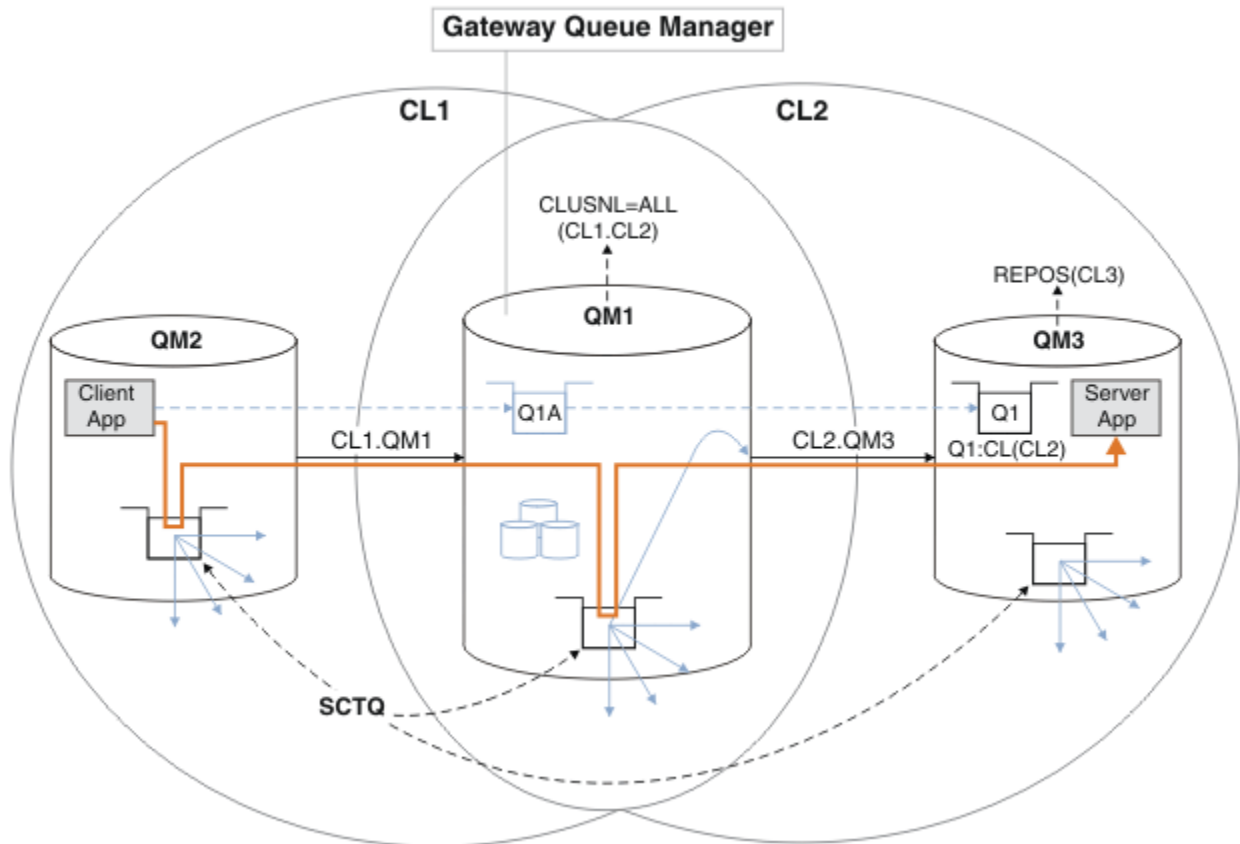 Gateway Queue Manager
CL1
CL2
CLUSNL=ALL
(CL1.CL2)
REPOS(CL3)
QM2
QM1
QM3
Client
App
Q1A
Q1
Server
App
CL1.QM1
CL2.QM3
Q1:CL(CL2)
SCTQ